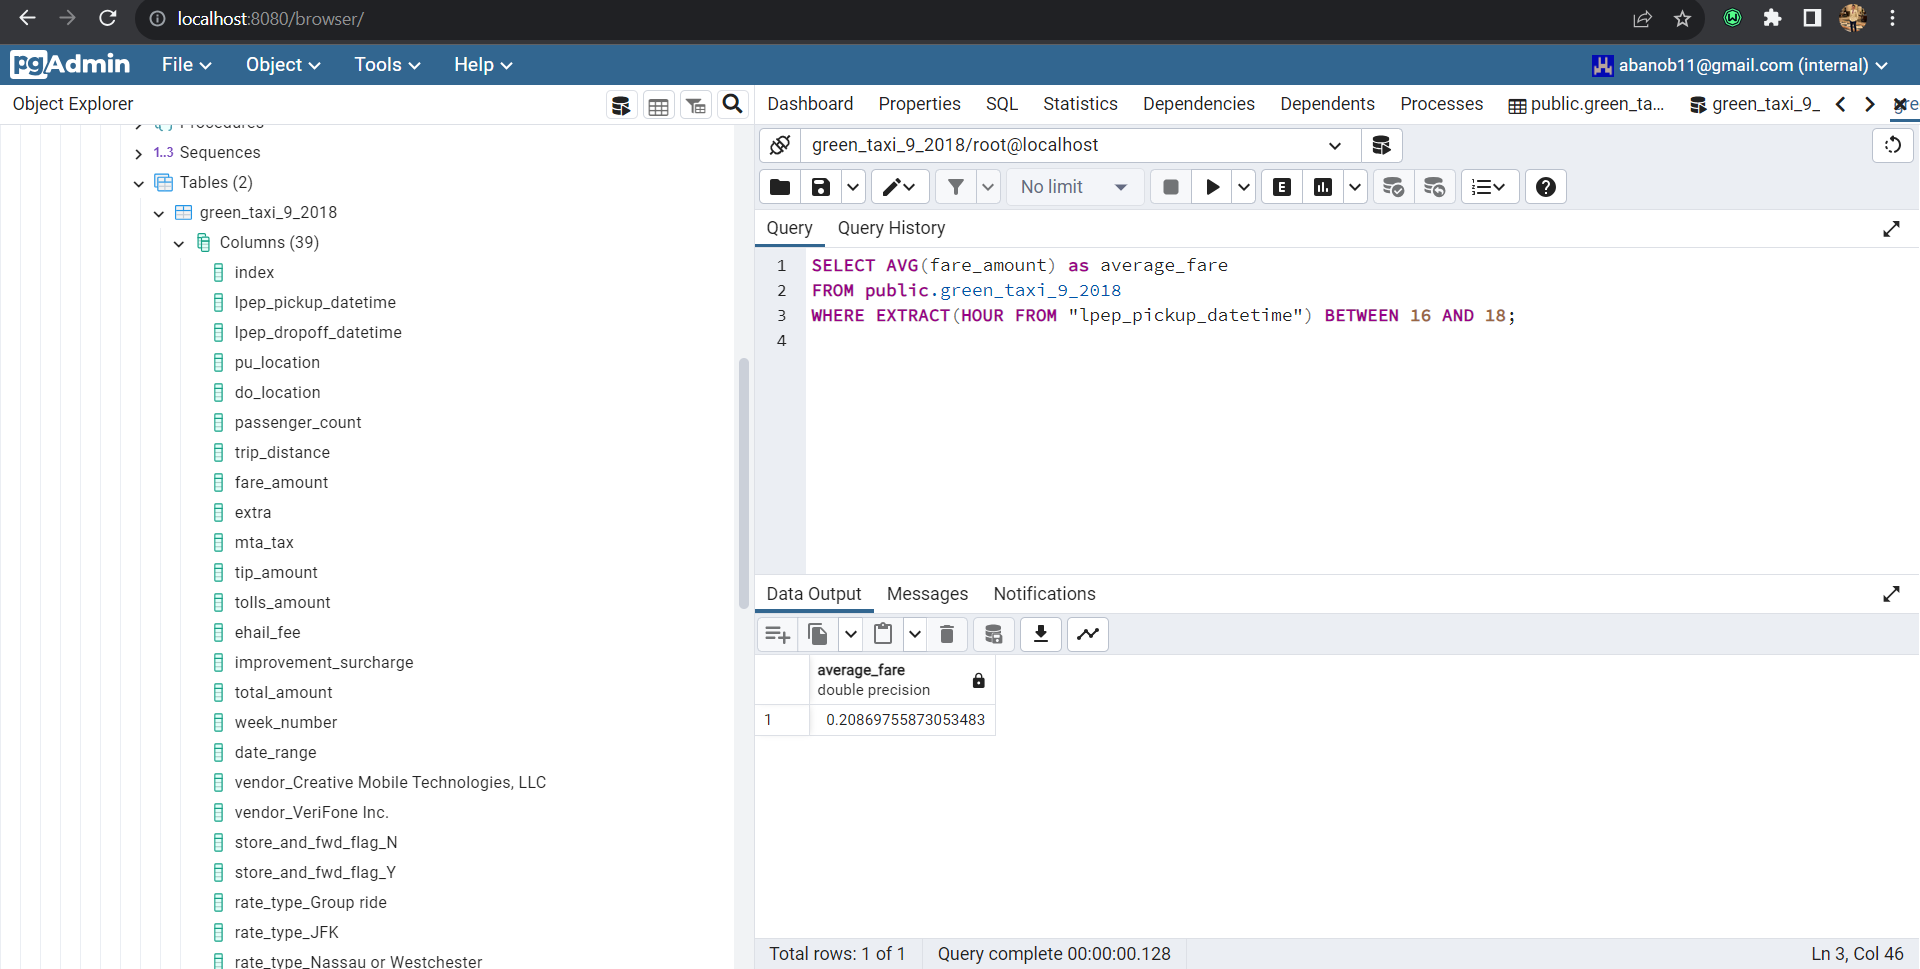 localhost:8080/browser/
pgAdmin
File
Object
Tools
Help
abanob11@gmail.com (internal)
Object Explorer
Procedures
1..3 Sequences
Tables (2)
green_taxi_9_2018
Columns (39)
index
lpep_pickup_datetime
lpep_dropoff_datetime
pu_location
do_location
passenger_count
trip_distance
fare_amount
extra
mta_tax
tip_amount
tolls_amount
ehail_fee
improvement_surcharge
total_amount
week_number
date_range
vendor_Creative Mobile Technologies, LLC
vendor_VeriFone Inc.
store_and_fwd_flag_N
store_and_fwd_flag_Y
rate_type_Group ride
rate_type_JFK
rate_type_Nassau or Westchester
Dashboard
Properties
SQL
Statistics
Dependencies
Dependents
Processes
public.green_ta...
green_taxi_9_
gre
green_taxi_9_2018/root@localhost
No limit
E
Query
Query History
1 SELECT AVG(fare_amount) as average_fare
2 FROM public.green_taxi_9_2018
3 WHERE EXTRACT(HOUR FROM "lpep_pickup_datetime") BETWEEN 16 AND 18;
4
Data Output
Messages
Notifications
average_fare
double precision
1 0.20869755873053483
Total rows: 1 of 1
Query complete 00:00:00.128
Ln 3, Col 46